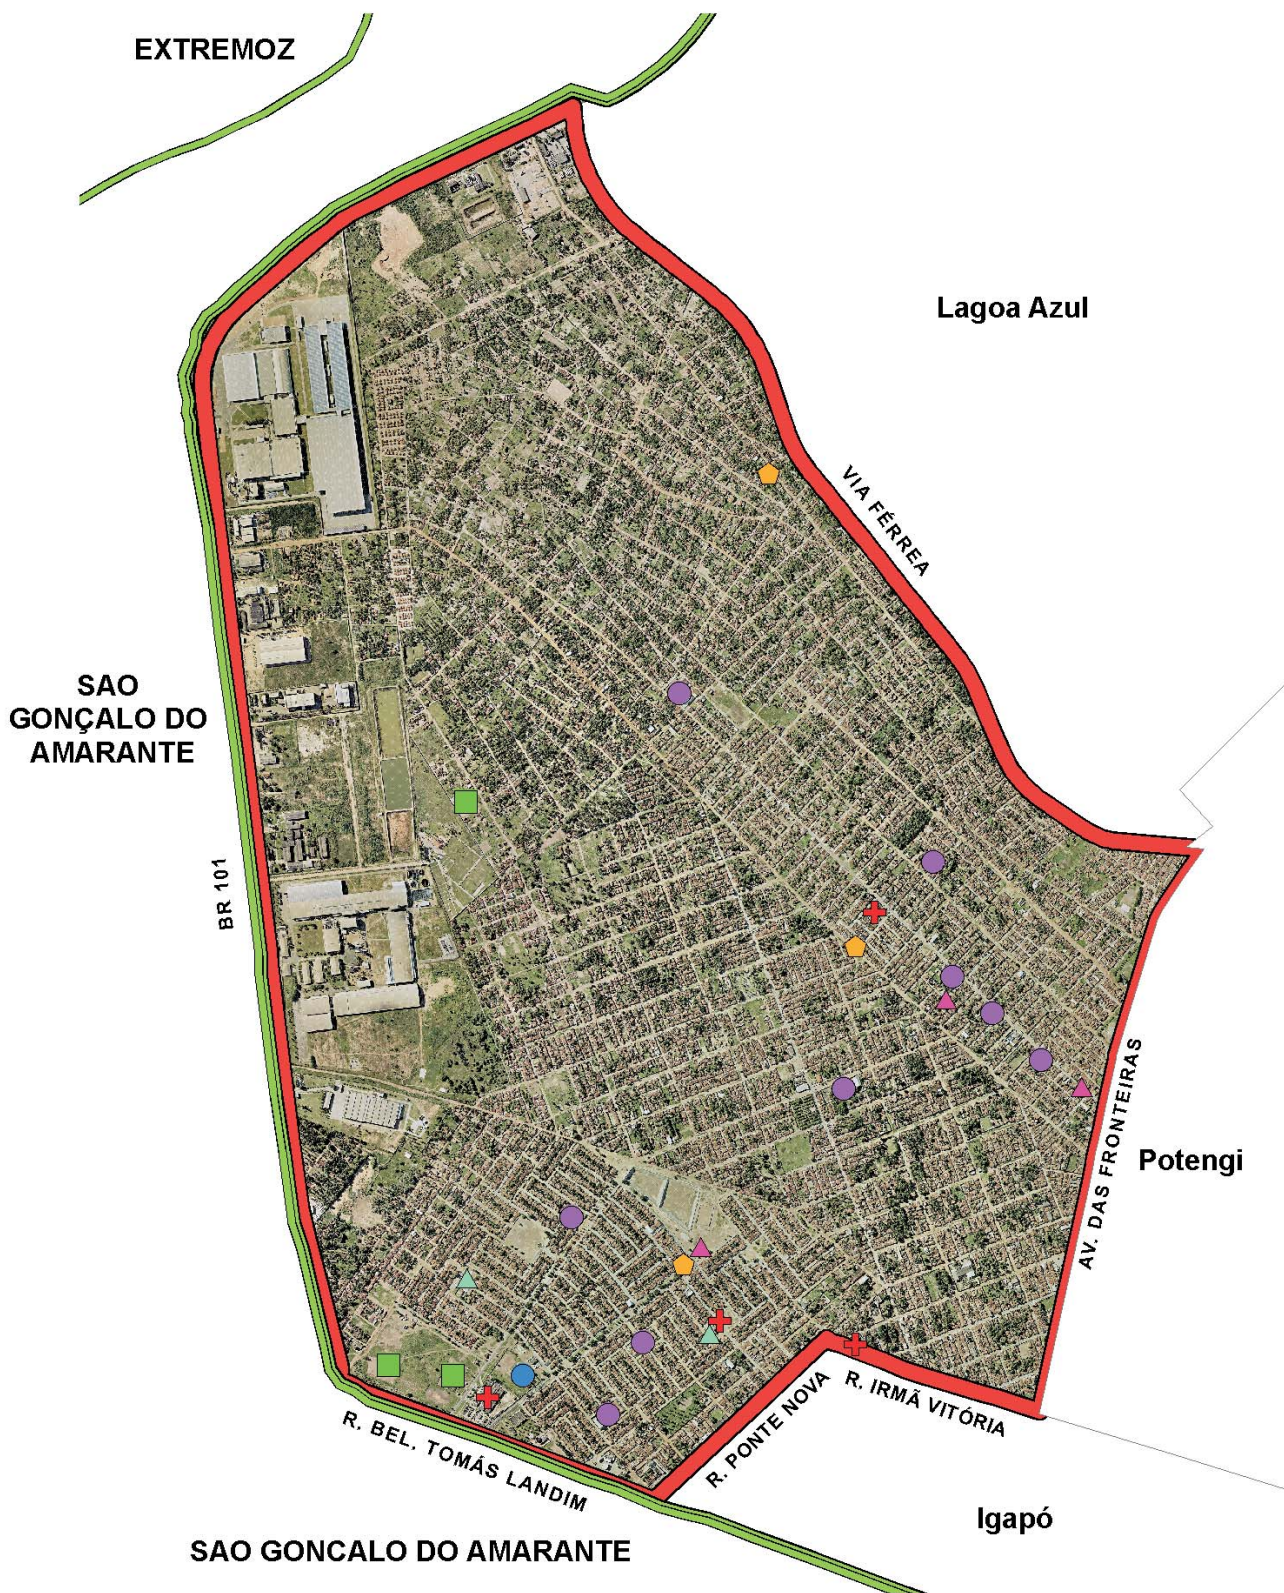 EXTREMOZ
Lagoa Azul
VIA FÉRREA
SAO
GONÇALO DO
AMARANTE
BR 101
AV. DAS FRONTEIRAS
Potengi
R. IRMÃ VITÓRIA
R. PONTE NOVA
R. BEL. TOMÁS LANDIM
Igapó
SAO GONCALO DO AMARANTE